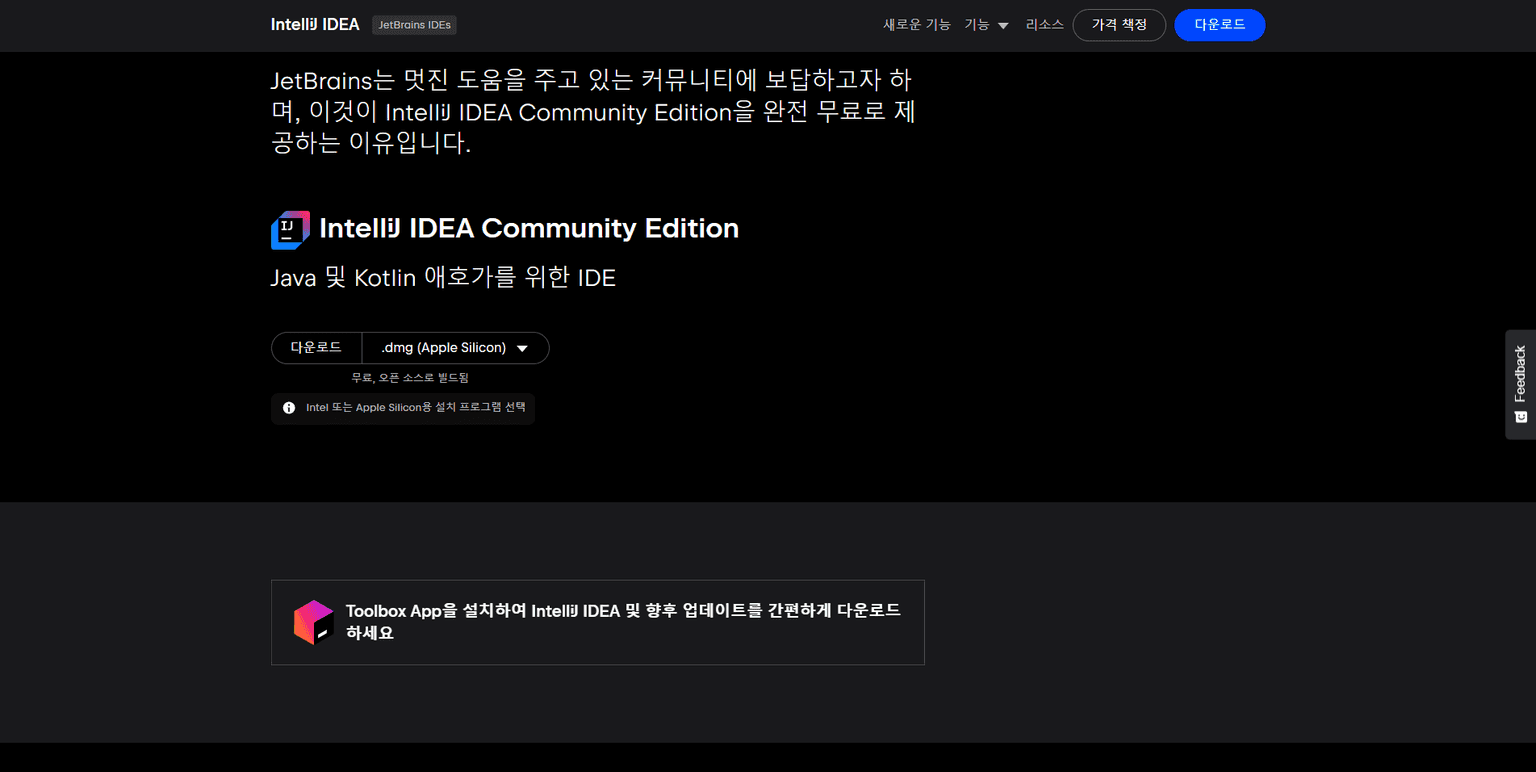 IntelliJ IDEA JetBrains IDEs 새로운 기능 기능 리소스 가격 책정 다운로드
JetBrains는 멋진 도움을 주고 있는 커뮤니티에 보답하고자 하
며, 이것이 IntelliJ IDEA Community Edition을 완전 무료로 제
공하는 이유입니다.
IJ IntelliJ IDEA Community Edition
Java 및 Kotlin 애호가를 위한 IDE
다운로드 .dmg (Apple Silicon)
무료, 오픈 소스로 빌드됨
Intel 또는 Apple Silicon용 설치 프로그램 선택
Feedback
Toolbox App을 설치하여 IntelliJ IDEA 및 향후 업데이트를 간편하게 다운로드
하세요